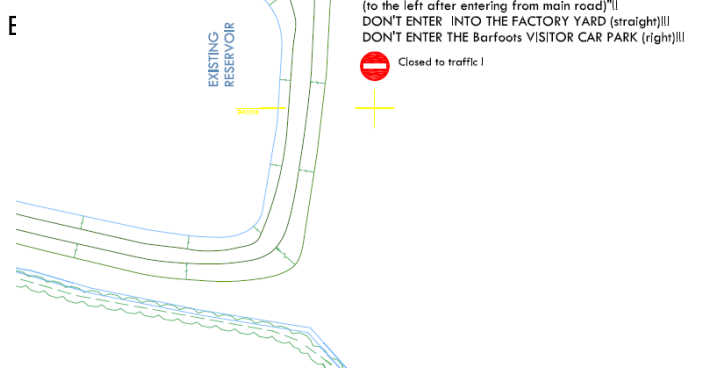 (to the left after entering from main road)"!!
DON'T ENTER INTO THE FACTORY YARD (straight)!!!
DON'T ENTER THE Barfoots VISITOR CAR PARK (right)!!!
E
Closed to traffic !
EXISTING
RESERVOIR